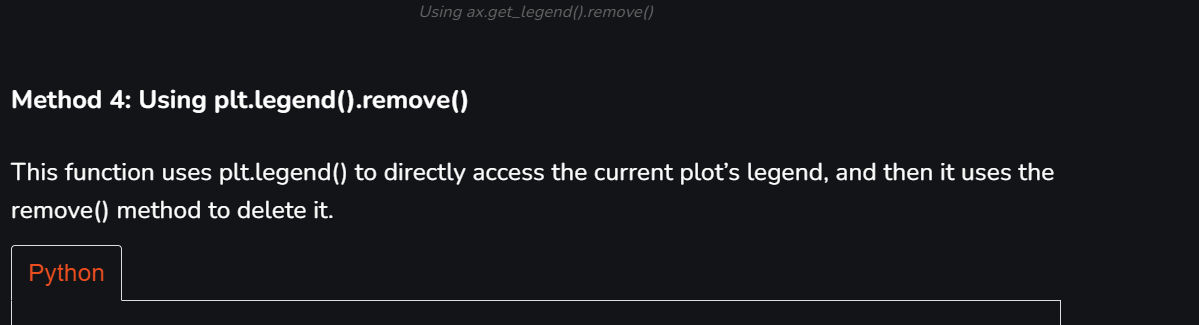 Using ax.get_legend().remove()
Method 4: Using plt.legend().remove()
This function uses plt.legend() to directly access the current plot’s legend, and then it uses the
remove() method to delete it.
Python